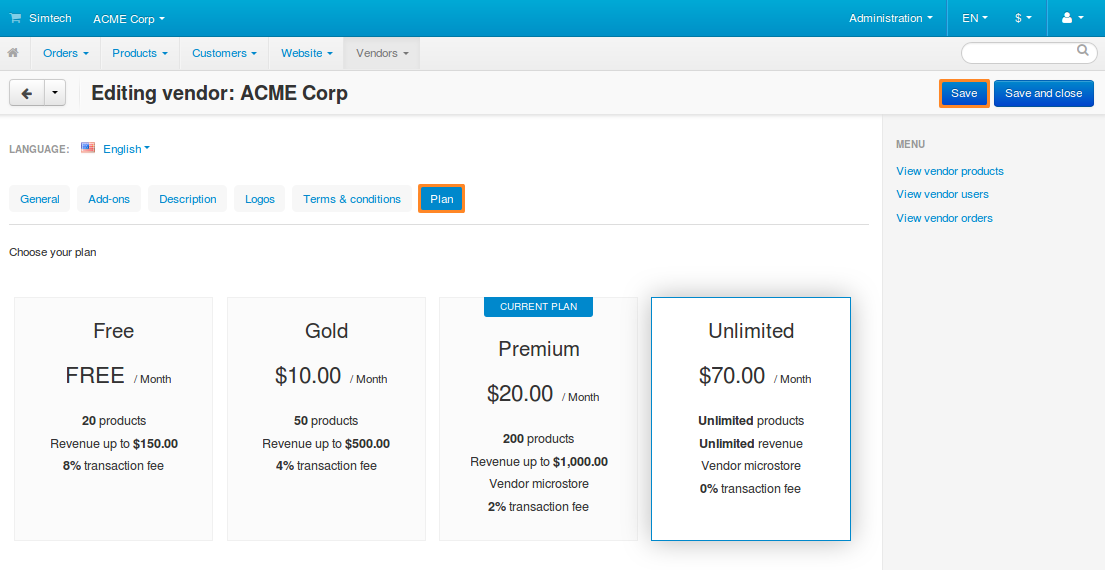 Simtech ACME Corp Administration EN $
Orders Products Customers Website Vendors
Editing vendor: ACME Corp Save Save and close
LANGUAGE: English
MENU
View vendor products
View vendor users
View vendor orders
General Add-ons Description Logos Terms & conditions Plan
Choose your plan
Free
FREE / Month
20 products
Revenue up to $150.00
8% transaction fee
Gold
$10.00 / Month
50 products
Revenue up to $500.00
4% transaction fee
CURRENT PLAN
Premium
$20.00 / Month
200 products
Revenue up to $1,000.00
Vendor microstore
2% transaction fee
Unlimited
$70.00 / Month
Unlimited products
Unlimited revenue
Vendor microstore
0% transaction fee